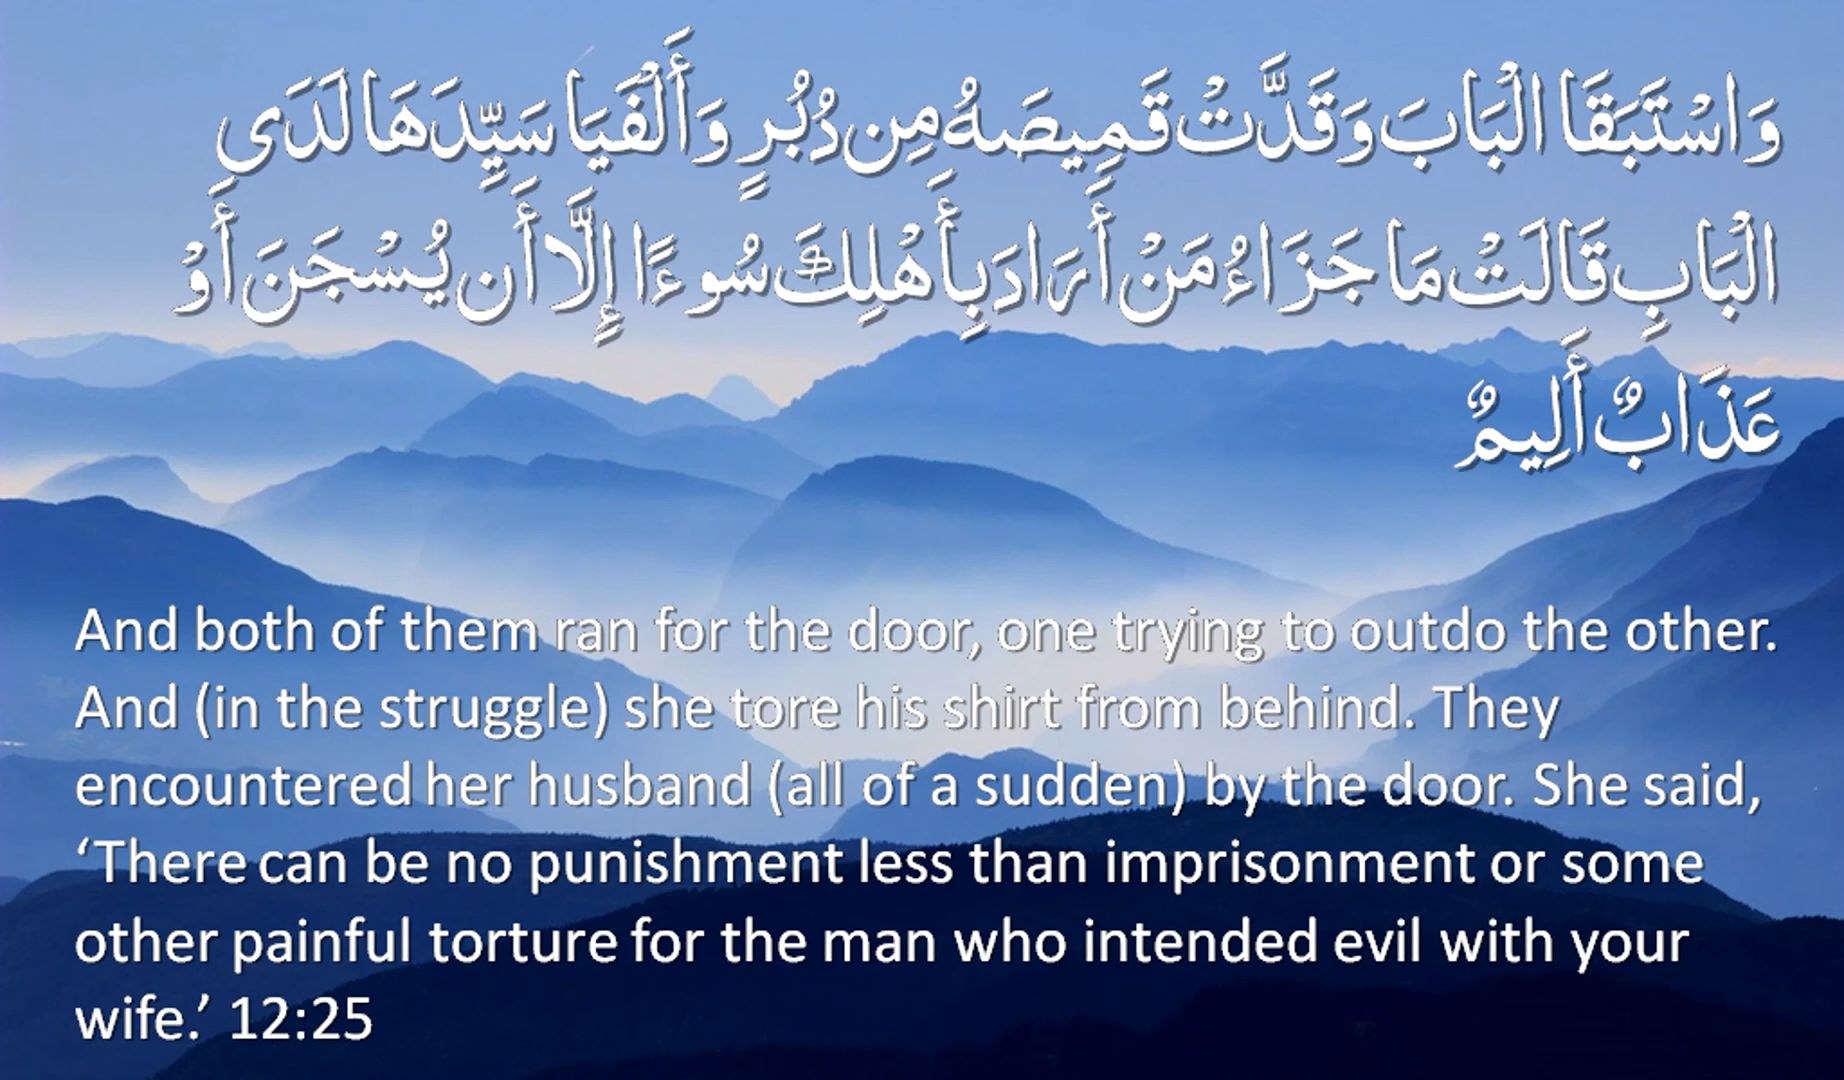 وَاسْتَبَقَا الْبَابَ وَقَدَّتْ قَمِيصَهُ مِن دُبُرٍ وَأَلْفَيَا سَيِّدَهَا لَدَى
الْبَابِ قَالَتْ مَا جَزَاءُ مَنْ أَرَادَ بِأَهْلِكَ سُوءًا إِلَّا أَن يُسْجَنَ أَوْ
عَذَابٌ أَلِيمٌ
And both of them ran for the door, one trying to outdo the other.
And (in the struggle) she tore his shirt from behind. They
encountered her husband (all of a sudden) by the door. She said,
‘There can be no punishment less than imprisonment or some
other painful torture for the man who intended evil with your
wife.’ 12:25